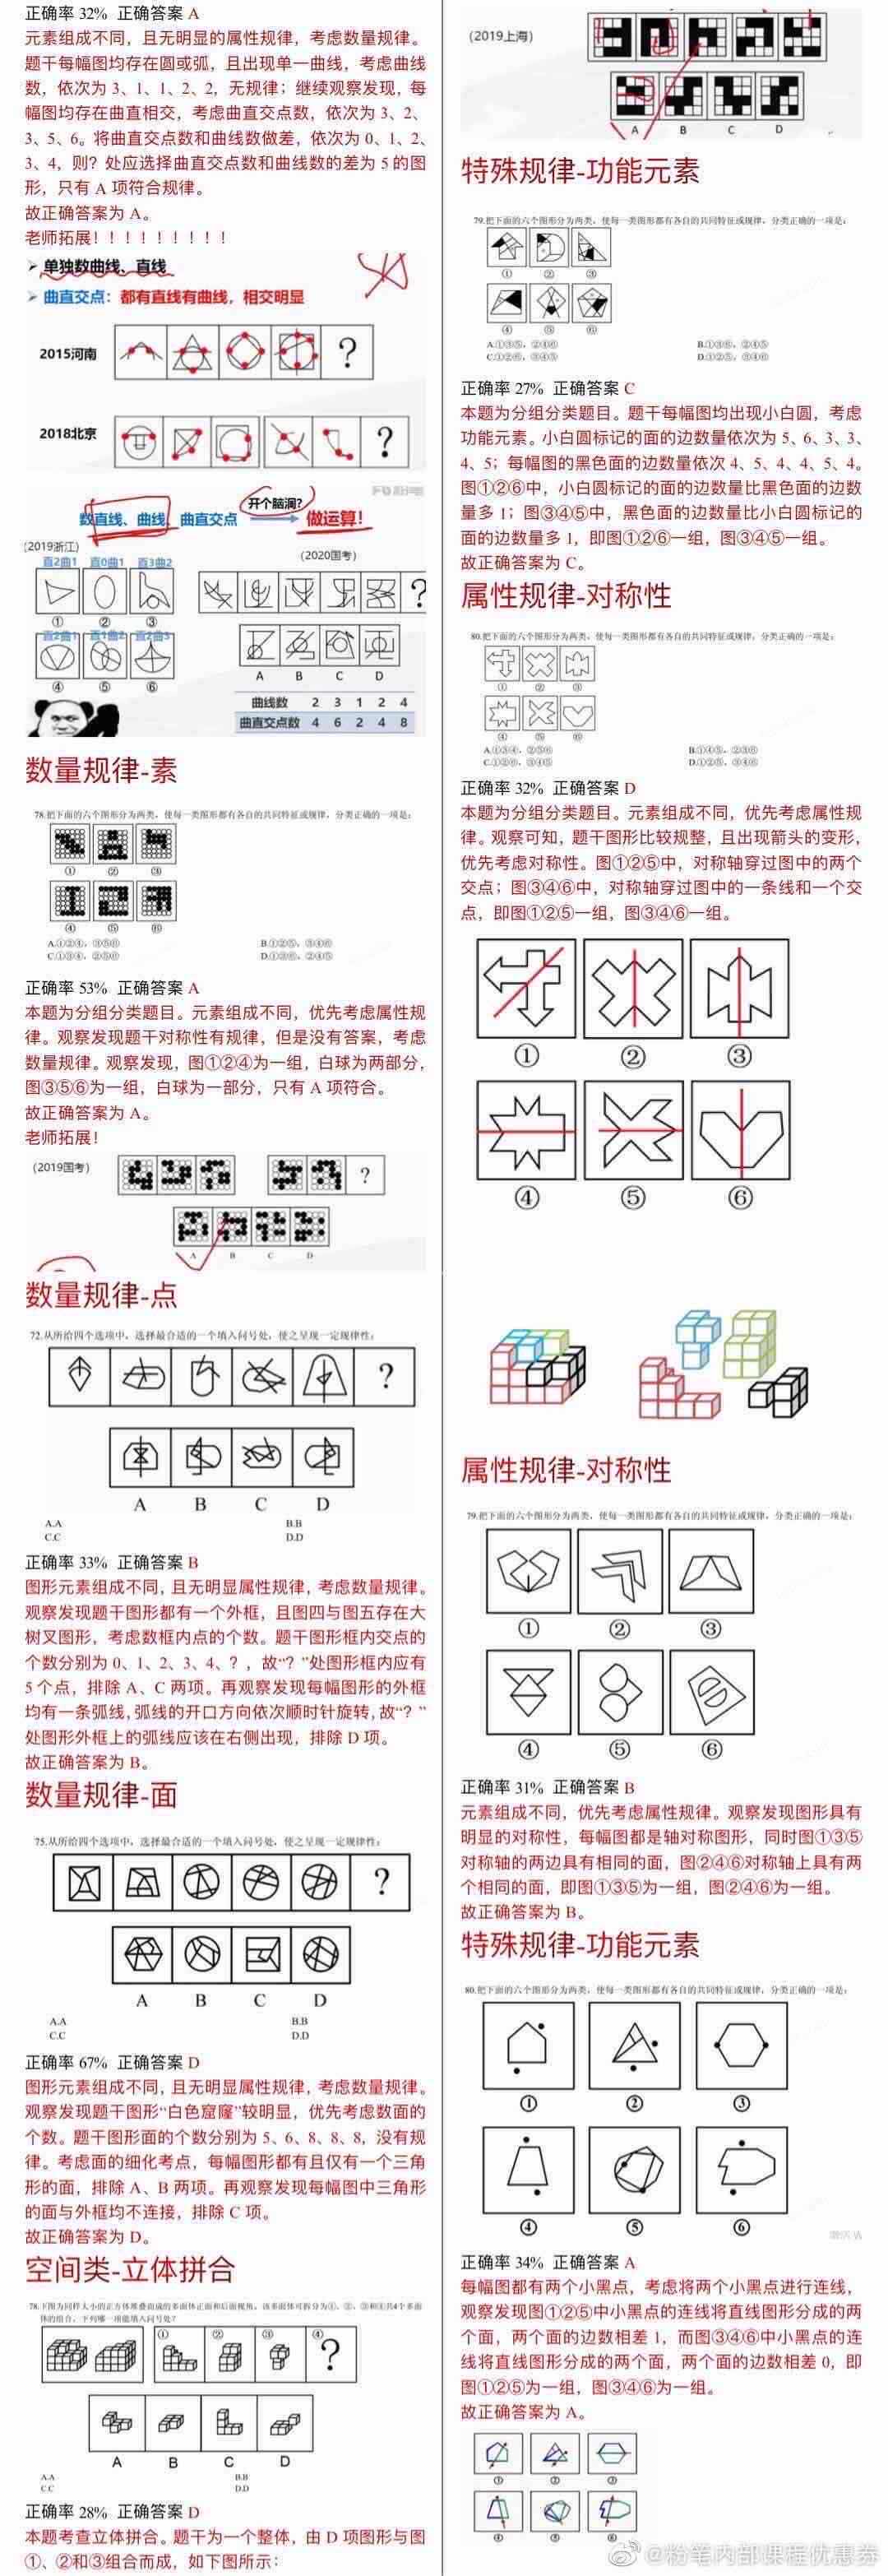 正确率 32% 正确答案 A
元素组成不同，且无明显的属性规律，考虑数量规律。
题干每幅图均存在圆或弧，且出现单一曲线，考虑曲线
数，依次为 3、1、1、2、2，无规律；继续观察发现，每
幅图均存在曲直相交，考虑曲直交点数，依次为 3、2、
3、5、6。将曲直交点数和曲线数做差，依次为 0、1、2、
3、4，则？处应选择曲直交点数和曲线数的差为 5 的图
形，只有 A 项符合规律。
故正确答案为 A。
老师拓展！！！！！！！！！
单独数曲线、直线
曲直交点：都有直线有曲线，相交明显
2015河南
?
2018北京
?
开个脑洞?
数直线、曲线、曲直交点
做运算!
(2019浙江)
(2020国考)
直2曲1 直0曲1 直3曲2
① ② ③
?
直2曲1 直1曲2 直2曲3
④ ⑤ ⑥
A B C D
曲线数 2 3 1 2 4
曲直交点数 4 6 2 4 8
数量规律-素
78.把下面的六个图形分为两类，使每一类图形都有各自的共同特征或规律，分类正确的一项是：
① ② ③
④ ⑤ ⑥
A.①②④，③⑤⑥
B.①②⑤，③④⑥
C.①③④，②⑤⑥
D.①③⑥，②④⑤
正确率 53% 正确答案 A
本题为分组分类题目。元素组成不同，优先考虑属性规
律。观察发现题干对称性有规律，但是没有答案，考虑
数量规律。观察发现，图①②④为一组，白球为两部分，
图③⑤⑥为一组，白球为一部分，只有 A 项符合。
故正确答案为 A。
老师拓展！
(2019国考)
?
A B C D
数量规律-点
72.从所给四个选项中，选择最合适的一个填入问号处，使之呈现一定规律性：
?
A B C D
A.A
B.B
C.C
D.D
正确率 33% 正确答案 B
图形元素组成不同，且无明显属性规律，考虑数量规律。
观察发现题干图形都有一个外框，且图四与图五存在大
树叉图形，考虑数框内点的个数。题干图形框内交点的
个数分别为 0、1、2、3、4、？，故“？”处图形框内应有
5 个点，排除 A、C 两项。再观察发现每幅图形的外框
均有一条弧线，弧线的开口方向依次顺时针旋转，故“？”
处图形外框上的弧线应该在右侧出现，排除 D 项。
故正确答案为 B。
数量规律-面
75.从所给四个选项中，选择最合适的一个填入问号处，使之呈现一定规律性：
?
A B C D
A.A
B.B
C.C
D.D
正确率 67% 正确答案 D
图形元素组成不同，且无明显属性规律，考虑数量规律。
观察发现题干图形“白色窟窿”较明显，优先考虑数面的
个数。题干图形面的个数分别为 5、6、8、8、8，没有规
律。考虑面的细化考点，每幅图形都有且仅有一个三角
形的面，排除 A、B 两项。再观察发现每幅图中三角形
的面与外框均不连接，排除 C 项。
故正确答案为 D。
空间类-立体拼合
78.下图为同样大小的正方体堆叠而成的多面体正面和后面视角。该多面体可拆分为①、②、③和④共4个多面
体的组合，下列哪一项能填入问号处？
① ② ③ ④
?
A B C D
A.A
B.B
C.C
D.D
正确率 28% 正确答案 D
本题考查立体拼合。题干为一个整体，由 D 项图形与图
①、②和③组合而成，如下图所示：
(2019上海)
A B C D
特殊规律-功能元素
79.把下面的六个图形分为两类，使每一类图形都有各自的共同特征或规律，分类正确的一项是：
① ② ③
④ ⑤ ⑥
A.①③⑤，②④⑥
B.①③⑥，②④⑤
C.①②⑥，③④⑤
D.①②⑤，③④⑥
正确率 27% 正确答案 C
本题为分组分类题目。题干每幅图均出现小白圆，考虑
功能元素。小白圆标记的面的边数量依次为 5、6、3、3、
4、5；每幅图的黑色面的边数量依次 4、5、4、4、5、4。
图①②⑥中，小白圆标记的面的边数量比黑色面的边数
量多 1；图③④⑤中，黑色面的边数量比小白圆标记的
面的边数量多 1，即图①②⑥一组，图③④⑤一组。
故正确答案为 C。
属性规律-对称性
80.把下面的六个图形分为两类，使每一类图形都有各自的共同特征或规律，分类正确的一项是：
① ② ③
④ ⑤ ⑥
A.①③④，②⑤⑥
B.①④⑤，②③⑥
C.①②⑥，③④⑤
D.①②⑤，③④⑥
正确率 32% 正确答案 D
本题为分组分类题目。元素组成不同，优先考虑属性规
律。观察可知，题干图形比较规整，且出现箭头的变形，
优先考虑对称性。图①②⑤中，对称轴穿过图中的两个
交点；图③④⑥中，对称轴穿过图中的一条线和一个交
点，即图①②⑤一组，图③④⑥一组。
① ② ③
④ ⑤ ⑥
属性规律-对称性
79.把下面的六个图形分为两类，使每一类图形都有各自的共同特征或规律，分类正确的一项是：
① ② ③
④ ⑤ ⑥
正确率 31% 正确答案 B
元素组成不同，优先考虑属性规律。观察发现图形具有
明显的对称性，每幅图都是轴对称图形，同时图①③⑤
对称轴的两边具有相同的面，图②④⑥对称轴上具有两
个相同的面，即图①③⑤为一组，图②④⑥为一组。
故正确答案为 B。
特殊规律-功能元素
80.把下面的六个图形分为两类，使每一类图形都有各自的共同特征或规律，分类正确的一项是：
① ② ③
④ ⑤ ⑥
正确率 34% 正确答案 A
每幅图都有两个小黑点，考虑将两个小黑点进行连线，
观察发现图①②⑤中小黑点的连线将直线图形分成的两
个面，两个面的边数相差 1，而图③④⑥中小黑点的连
线将直线图形分成的两个面，两个面的边数相差 0，即
图①②⑤为一组，图③④⑥为一组。
故正确答案为 A。
① ② ③
④ ⑤ ⑥
@粉笔内部课程优惠券